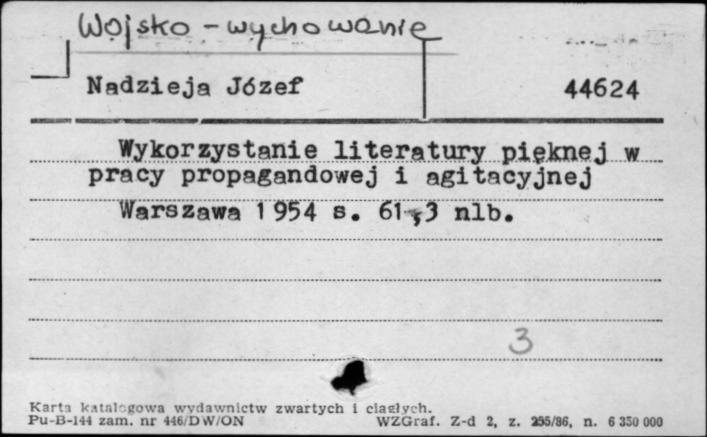 Wojsko - wychowanie
Nadzieja Józef 44624
Wykorzystanie literatury pięknej w
pracy propagandowej i agitacyjnej
Warszawa 1954 s. 61,3 nlb.
3
Karta katalogowa wydawnictw zwartych i ciągłych.
Pu-B-144 zam. nr 446/DW/ON WZGraf. Z-d 2, z. 255/86, n. 6 350 000